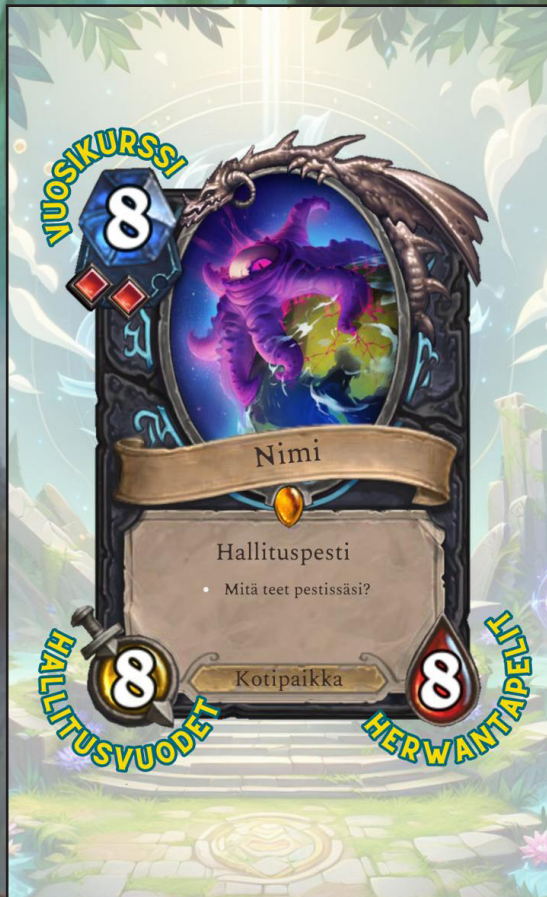 VUOSIKURSSI
8
Nimi
Hallituspesti
Mitä teet pestissäsi?
8
HALLITUSVUODET
Kotipaikka
8
HERWANTAPELIT